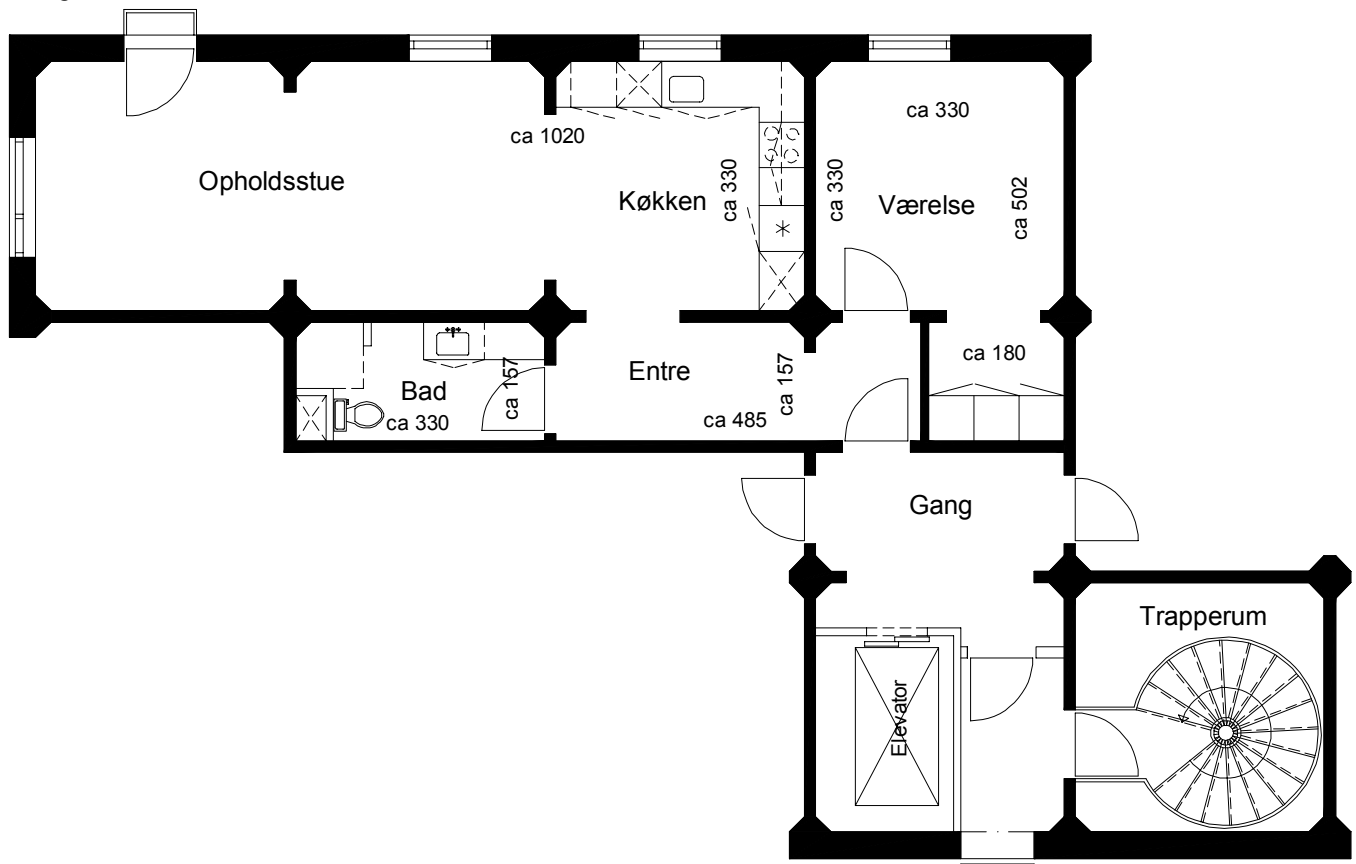 ca 330
ca 1020
Opholdsstue
Køkken
ca 330
ca 330
Værelse
ca 502
Entre
ca 180
Bad
ca 157
ca 157
ca 330
ca 485
Gang
Trapperum
Elevator